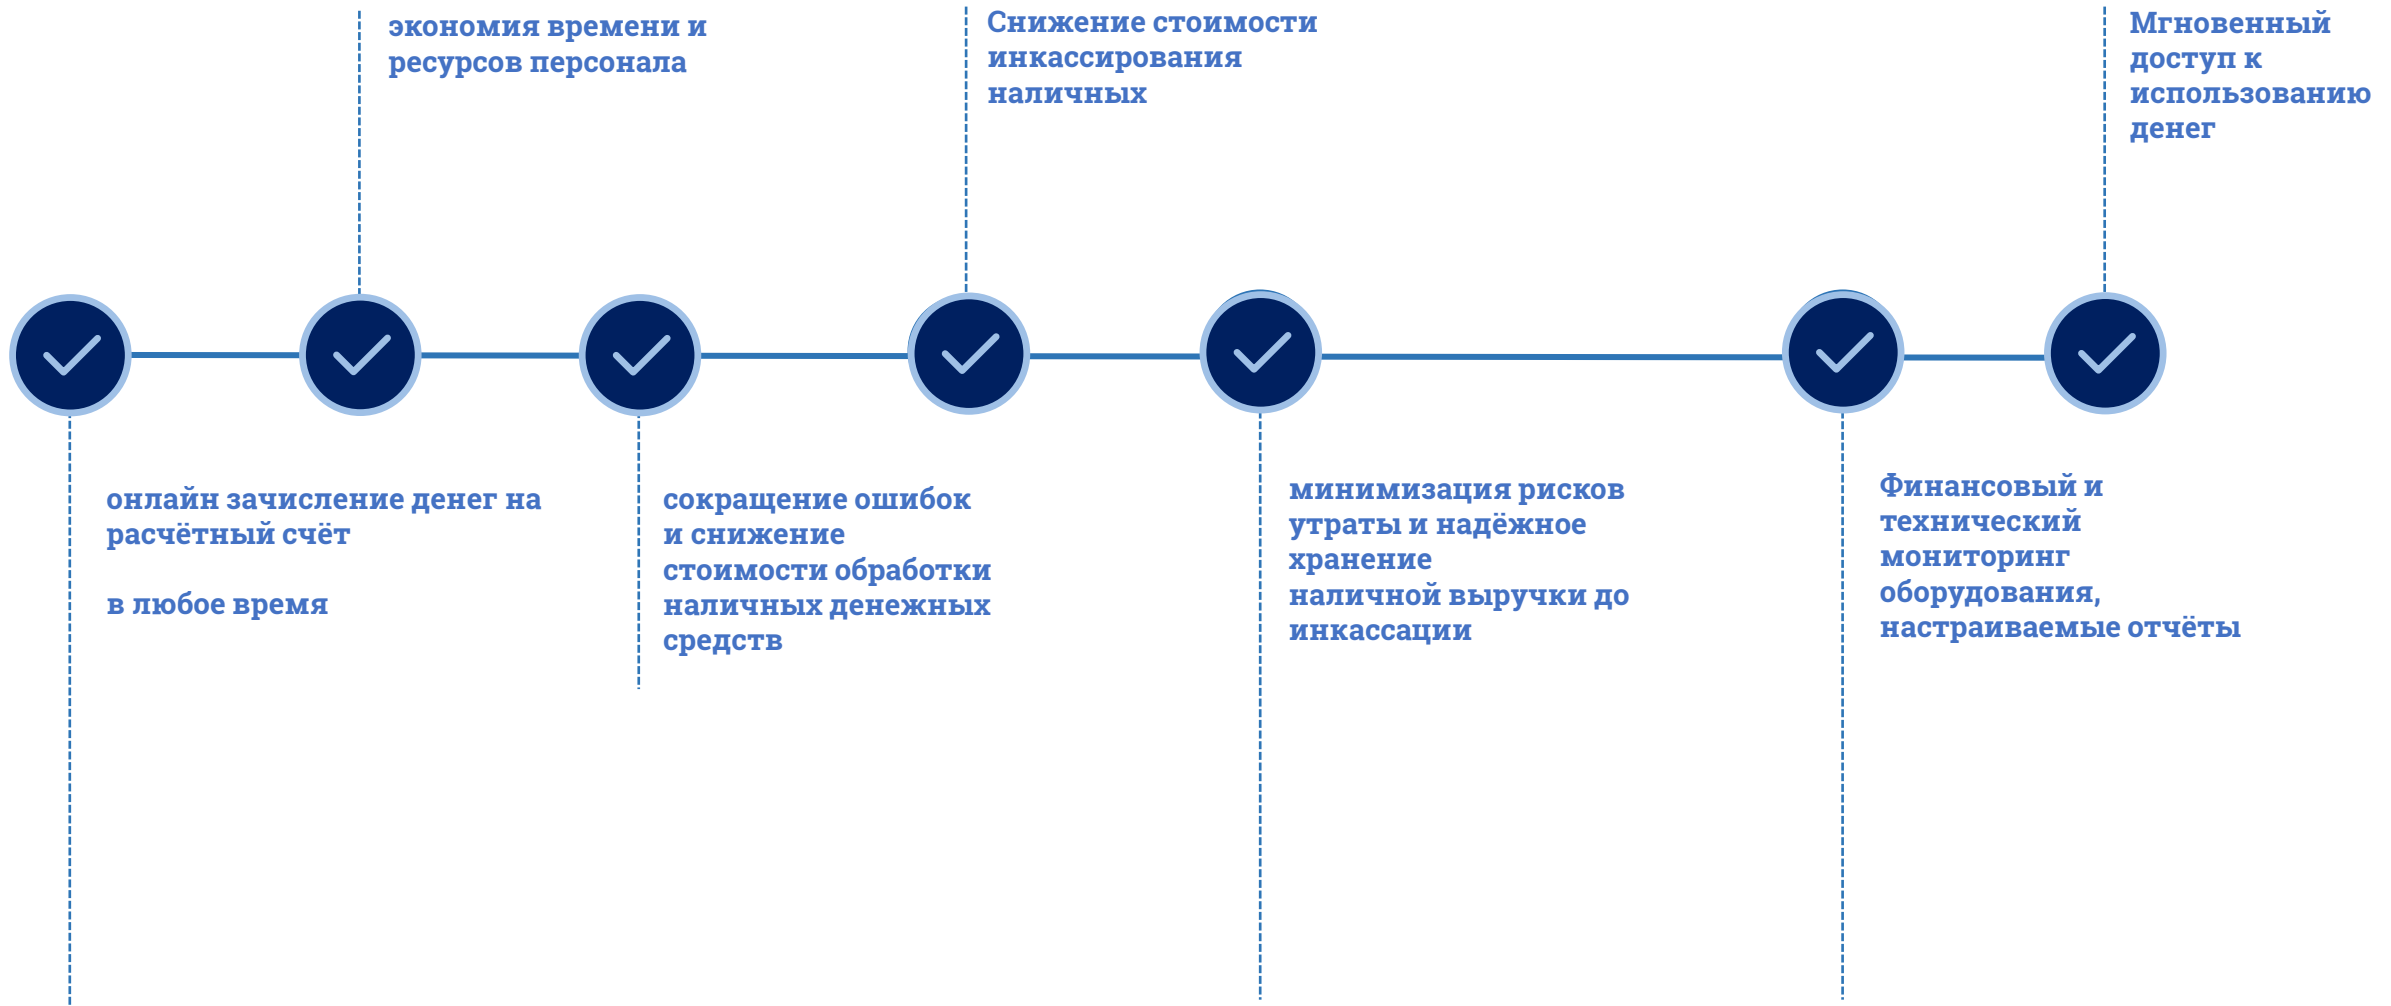 экономия времени и
ресурсов персонала
Снижение стоимости
инкассирования
наличных
Мгновенный
доступ к
использованию
денег
онлайн зачисление денег на
расчётный счёт
в любое время
сокращение ошибок
и снижение
стоимости обработки
наличных денежных
средств
минимизация рисков
утраты и надёжное
хранение
наличной выручки до
инкассации
Финансовый и
технический
мониторинг
оборудования,
настраиваемые отчёты